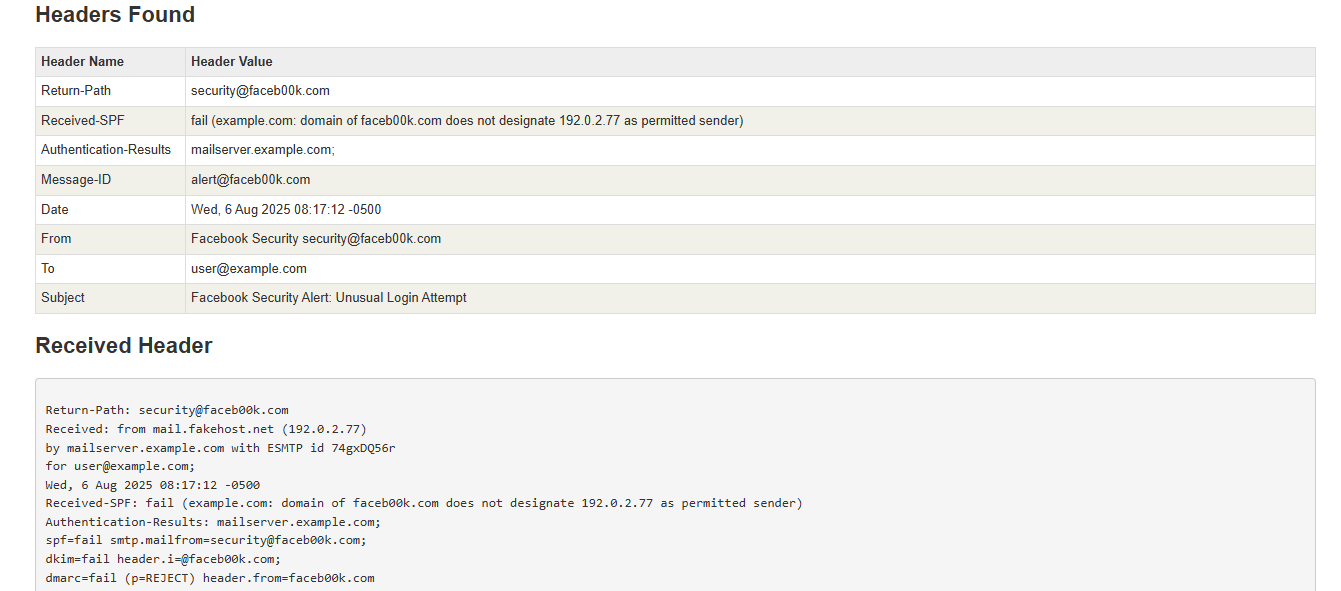 Headers Found
Header Name Header Value
Return-Path security@faceb00k.com
Received-SPF fail (example.com: domain of faceb00k.com does not designate 192.0.2.77 as permitted sender)
Authentication-Results mailserver.example.com;
Message-ID alert@faceb00k.com
Date Wed, 6 Aug 2025 08:17:12 -0500
From Facebook Security security@faceb00k.com
To user@example.com
Subject Facebook Security Alert: Unusual Login Attempt
Received Header
Return-Path: security@faceb00k.com
Received: from mail.fakehost.net (192.0.2.77)
by mailserver.example.com with ESMTP id 74gxDQ56r
for user@example.com;
Wed, 6 Aug 2025 08:17:12 -0500
Received-SPF: fail (example.com: domain of faceb00k.com does not designate 192.0.2.77 as permitted sender)
Authentication-Results: mailserver.example.com;
spf=fail smtp.mailfrom=security@faceb00k.com;
dkim=fail header.i=@faceb00k.com;
dmarc=fail (p=REJECT) header.from=faceb00k.com